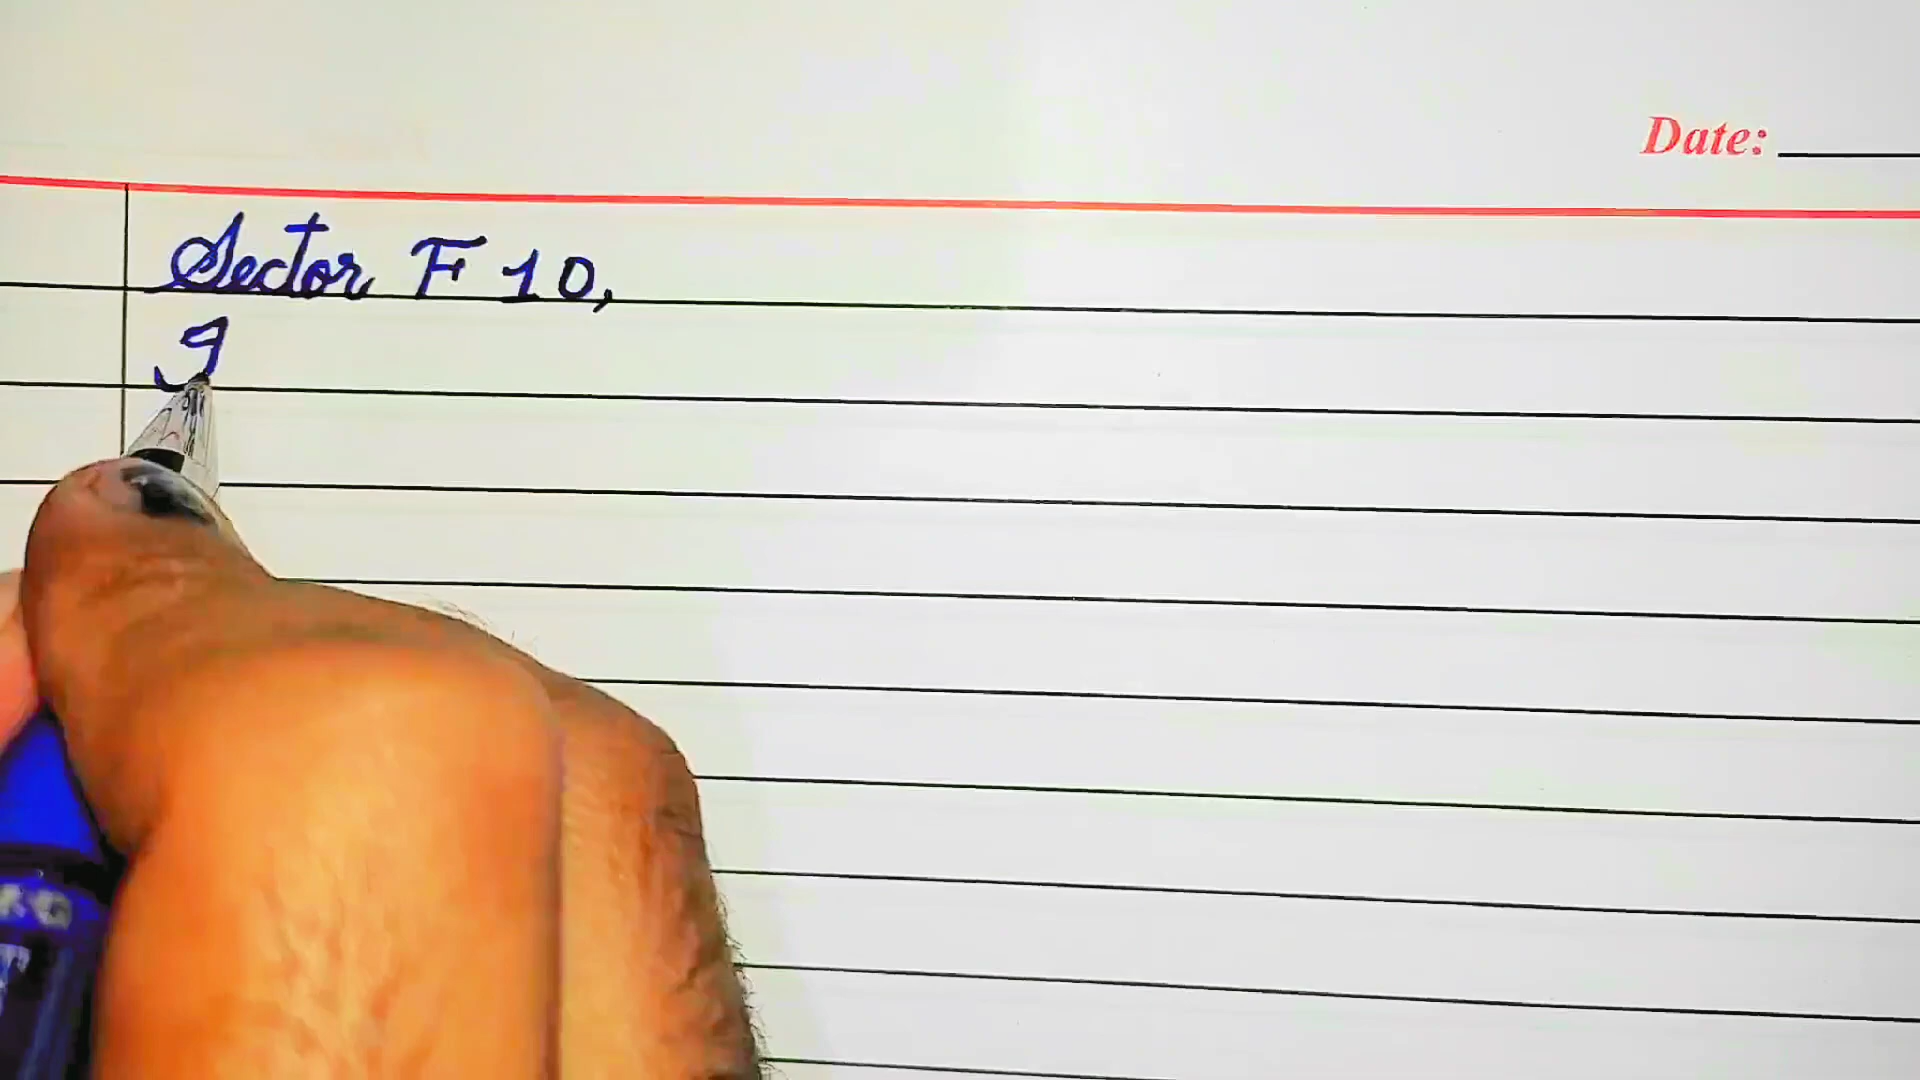 Date:
Sector F 10,
I